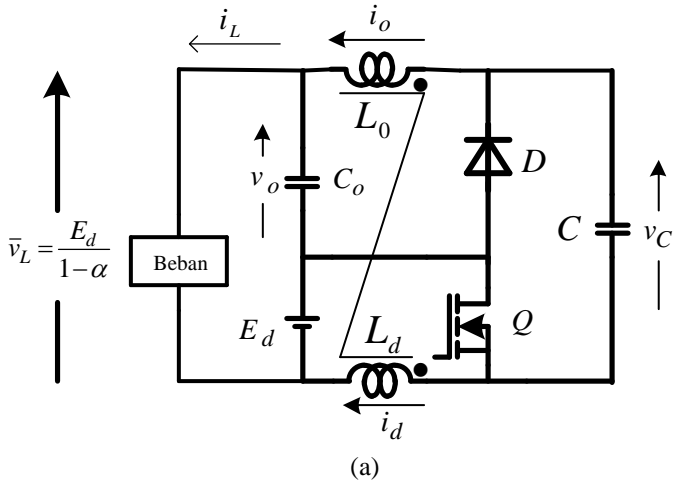 i_L
i_o
L_0
v_o
C_o
D
C
v_C
v̄_L = E_d / 1−α
Beban
E_d
L_d
Q
i_d
(a)